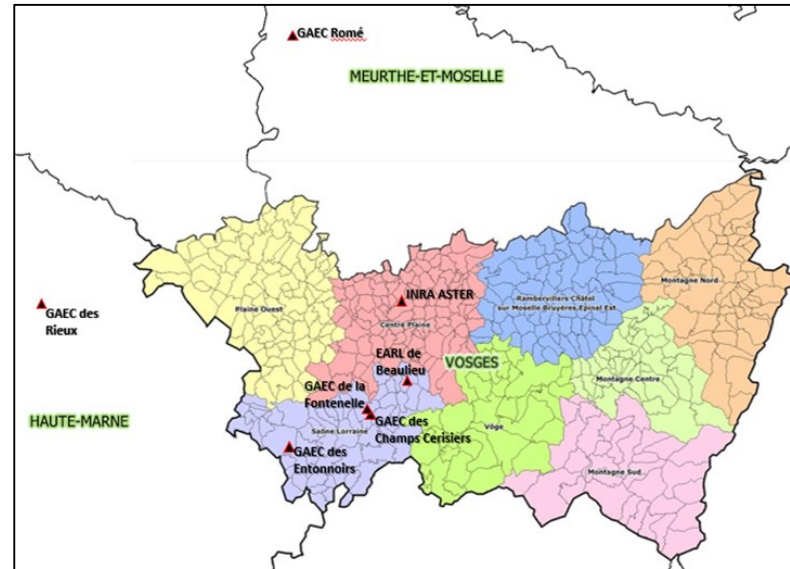 GAEC Romé
MEURTHE-ET-MOSELLE
Montagne Nord
GAEC des
Rieux
Plaine Ouest
INRA ASTER
Rambervillers Châtel
sur Moselle Bruyères Epinal Est
Centre Plaine
EARL de
Beaulieu
VOSGES
Montagne Centre
GAEC de la
Fontenelle
HAUTE-MARNE
GAEC des
Champs Cerisiers
Saône Lorraine
Vôge
GAEC des
Entonnoirs
Montagne Sud